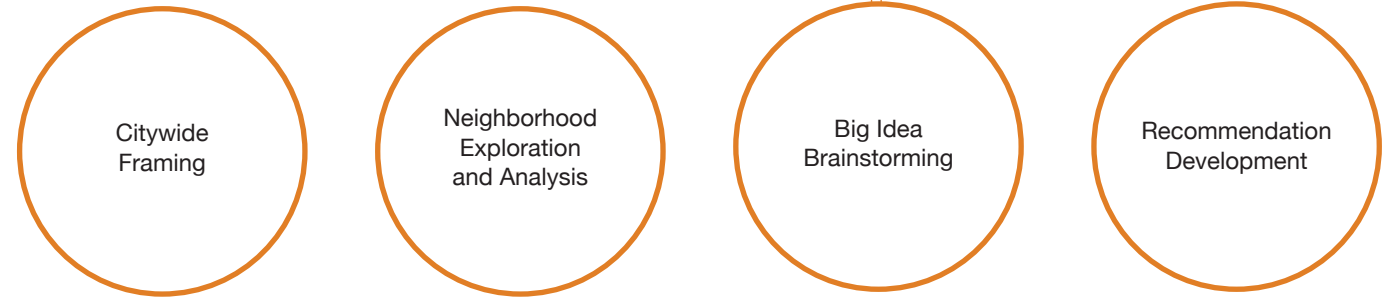 Citywide
Framing
Neighborhood
Exploration
and Analysis
Big Idea
Brainstorming
Recommendation
Development